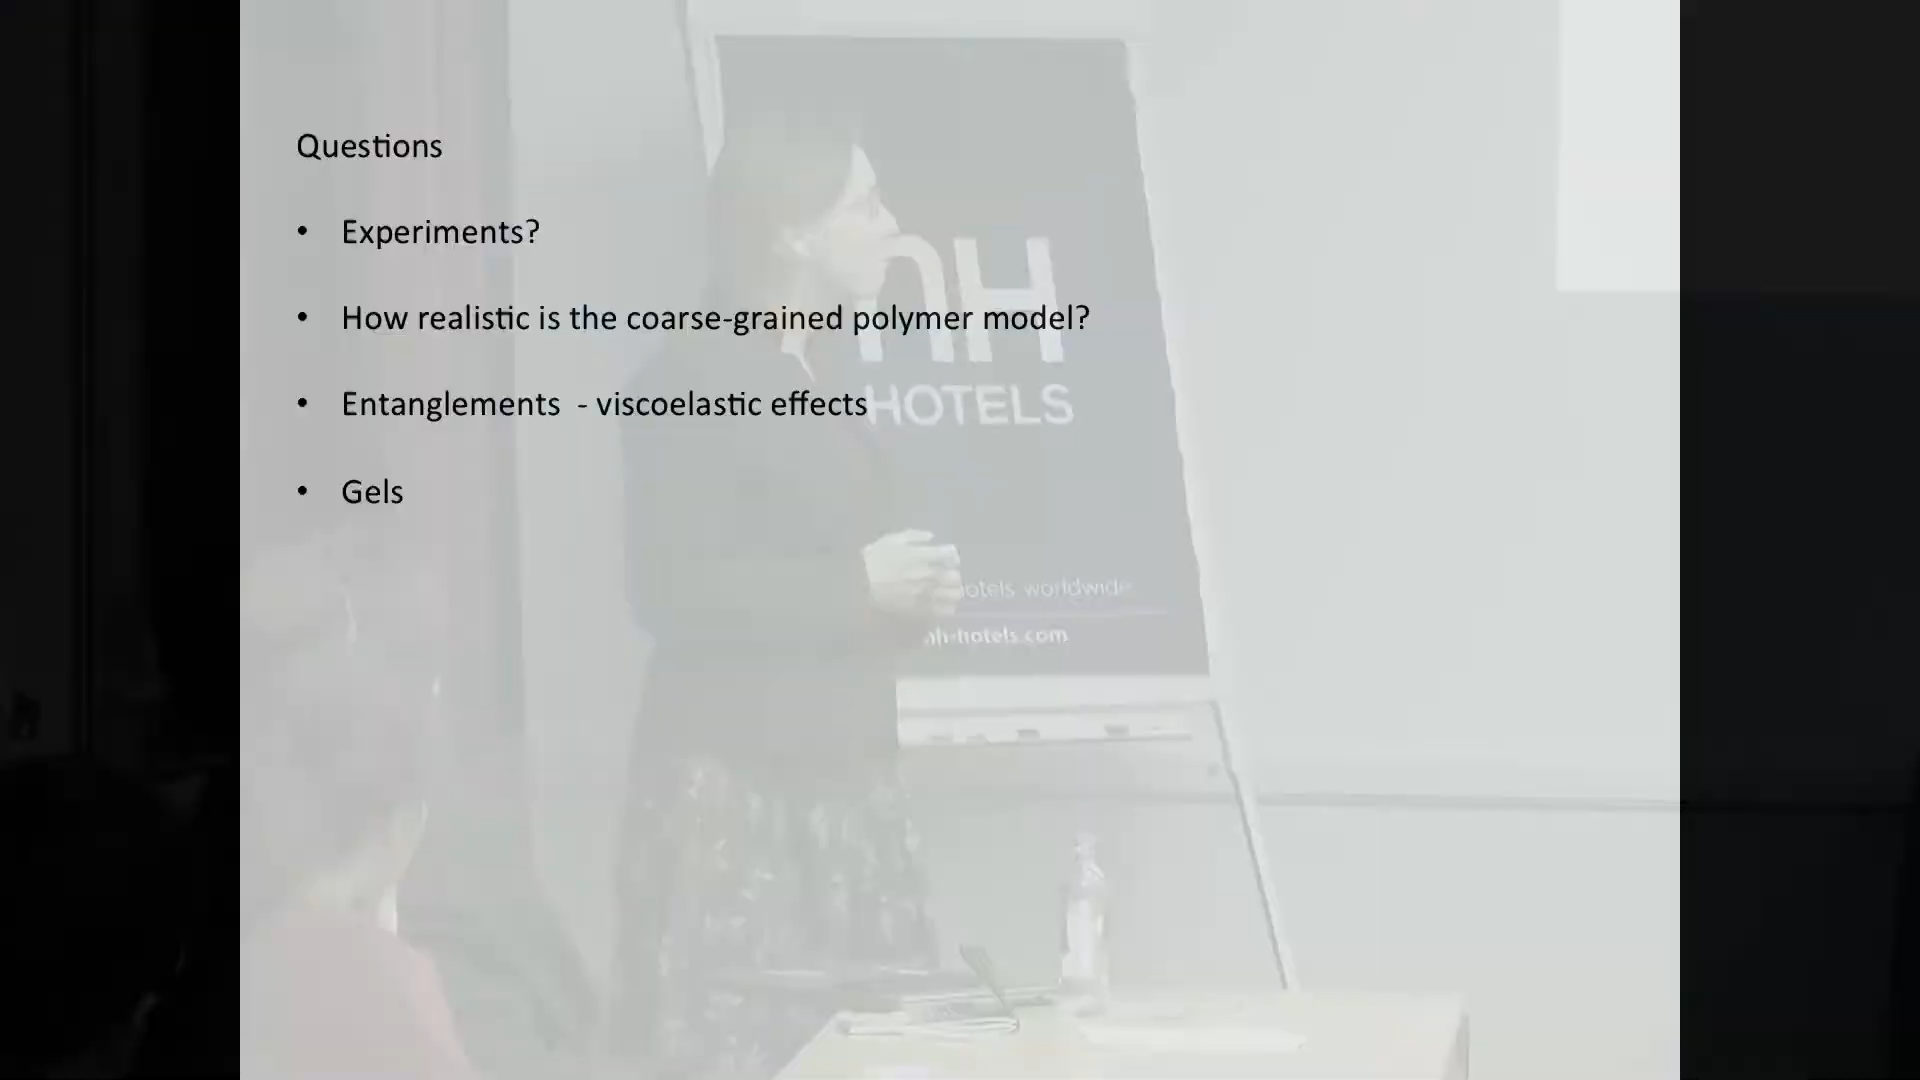 Questions
• Experiments?
• How realistic is the coarse-grained polymer model?
• Entanglements - viscoelastic effects
• Gels
nH
HOTELS
hotels worldwide
nh-hotels.com